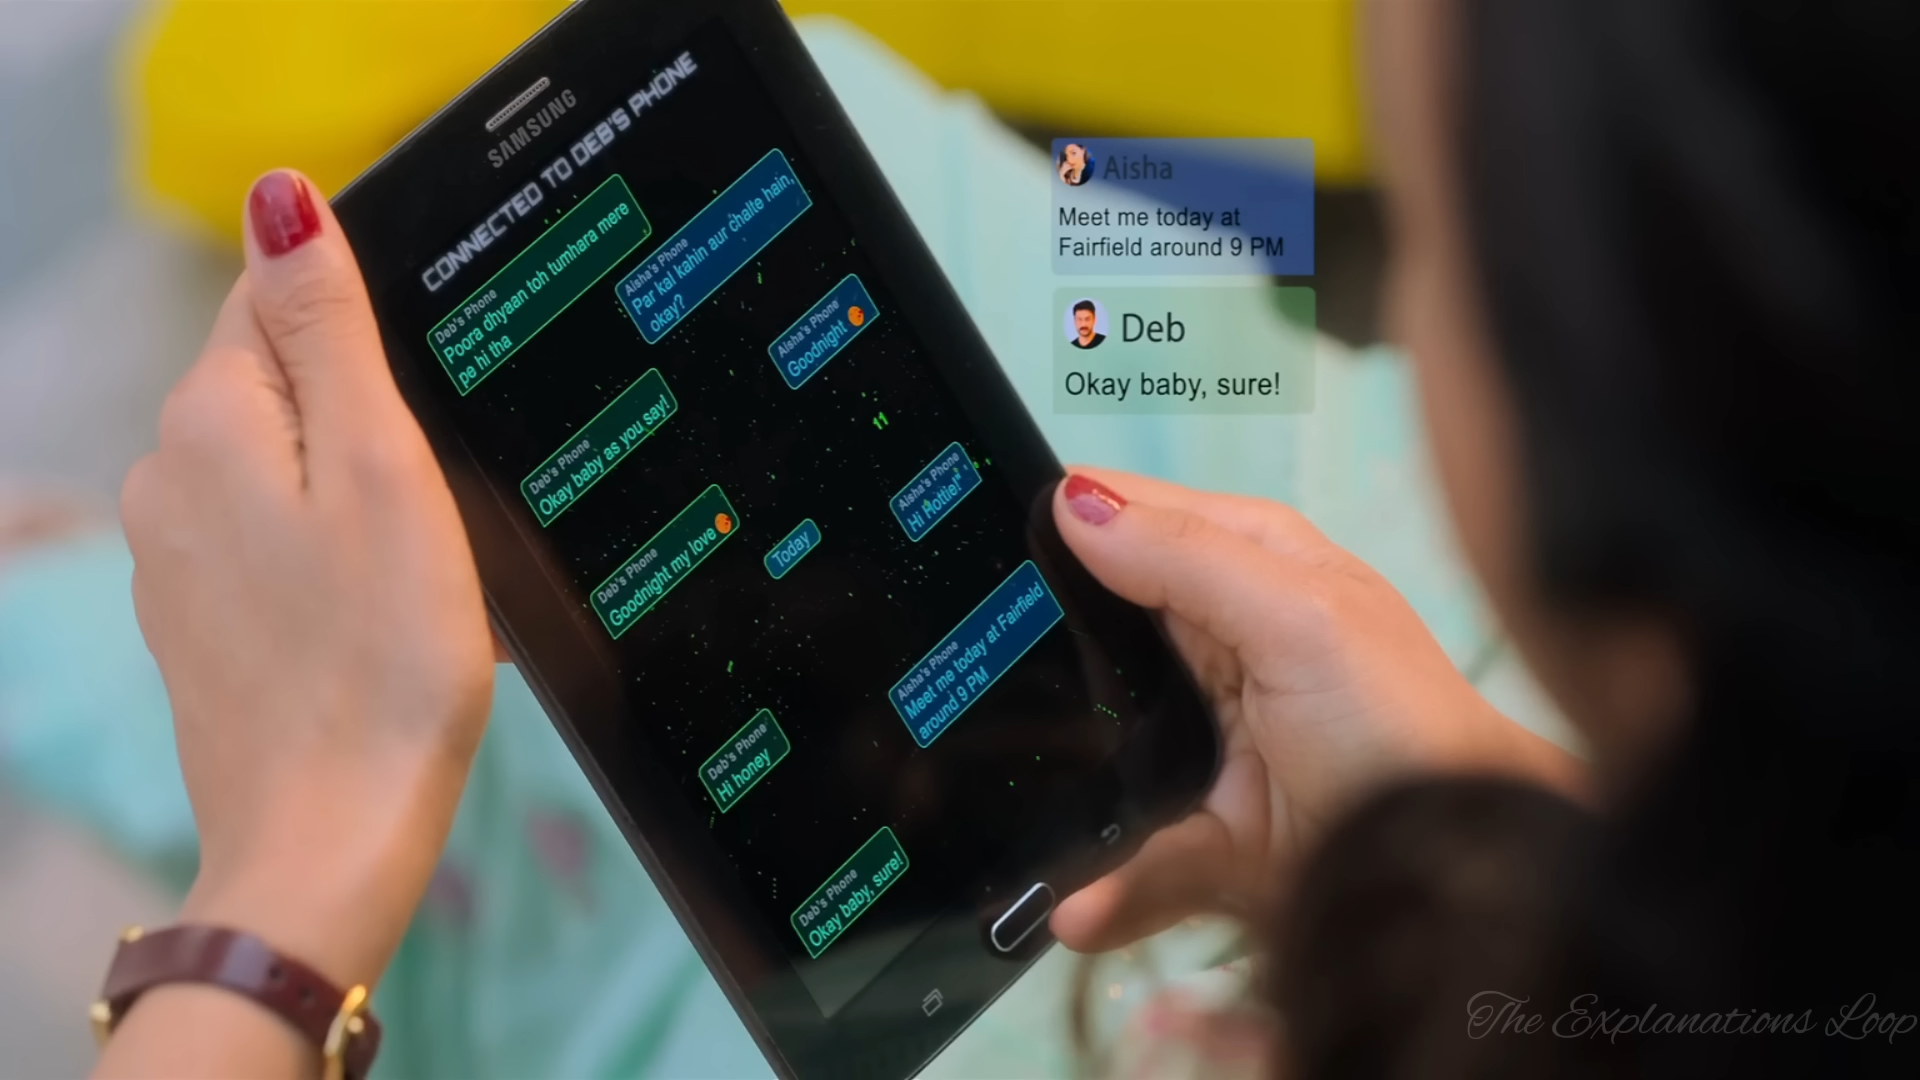 SAMSUNG
CONNECTED TO DEB'S PHONE
Deb's Phone
Poora dhyaan toh tumhara mere
pe hi tha
Aisha's Phone
Par kal kahin aur chalte hain,
okay?
Aisha's Phone
Goodnight
Deb's Phone
Okay baby as you say!
Deb's Phone
Goodnight my love
Today
Aisha's Phone
Hi Hottie!
Deb's Phone
Hi honey
Aisha's Phone
Meet me today at Fairfield
around 9 PM
Deb's Phone
Okay baby, sure!
Aisha
Meet me today at
Fairfield around 9 PM
Deb
Okay baby, sure!
11
The Explanations Loop